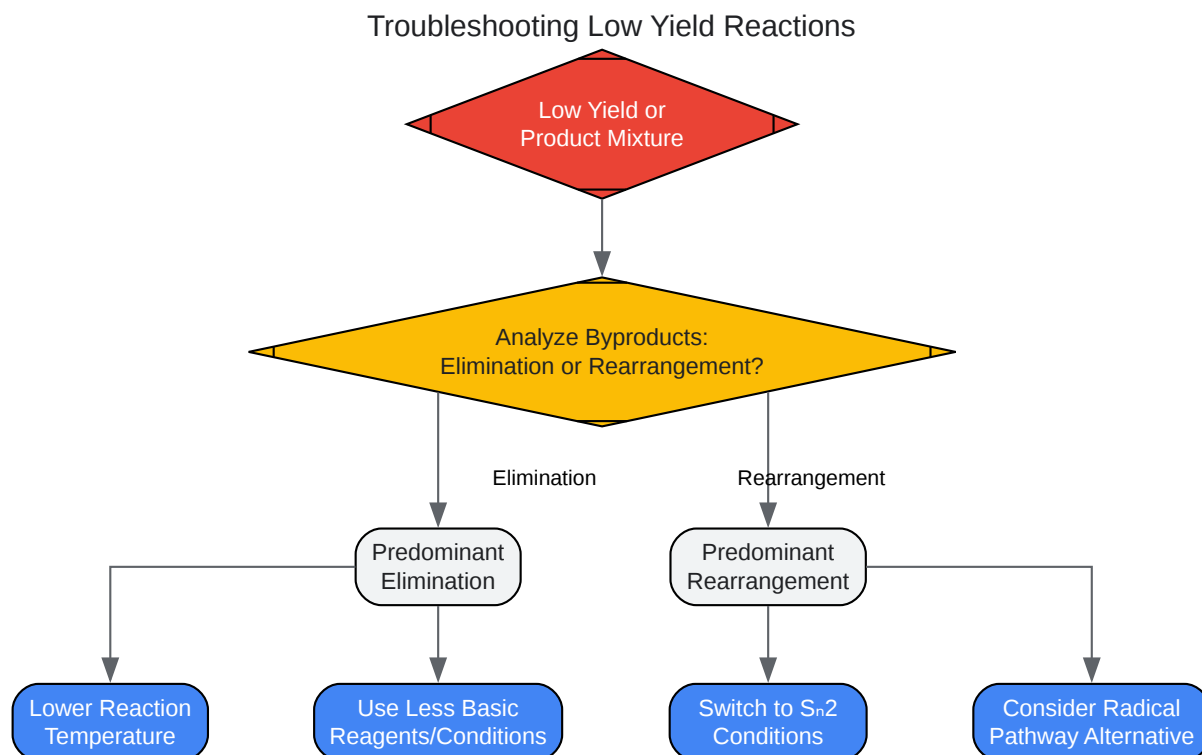 Troubleshooting Low Yield Reactions
Low Yield or
Product Mixture
Analyze Byproducts:
Elimination or Rearrangement?
Elimination
Rearrangement
Predominant
Elimination
Predominant
Rearrangement
Lower Reaction
Temperature
Use Less Basic
Reagents/Conditions
Switch to Sₙ2
Conditions
Consider Radical
Pathway Alternative